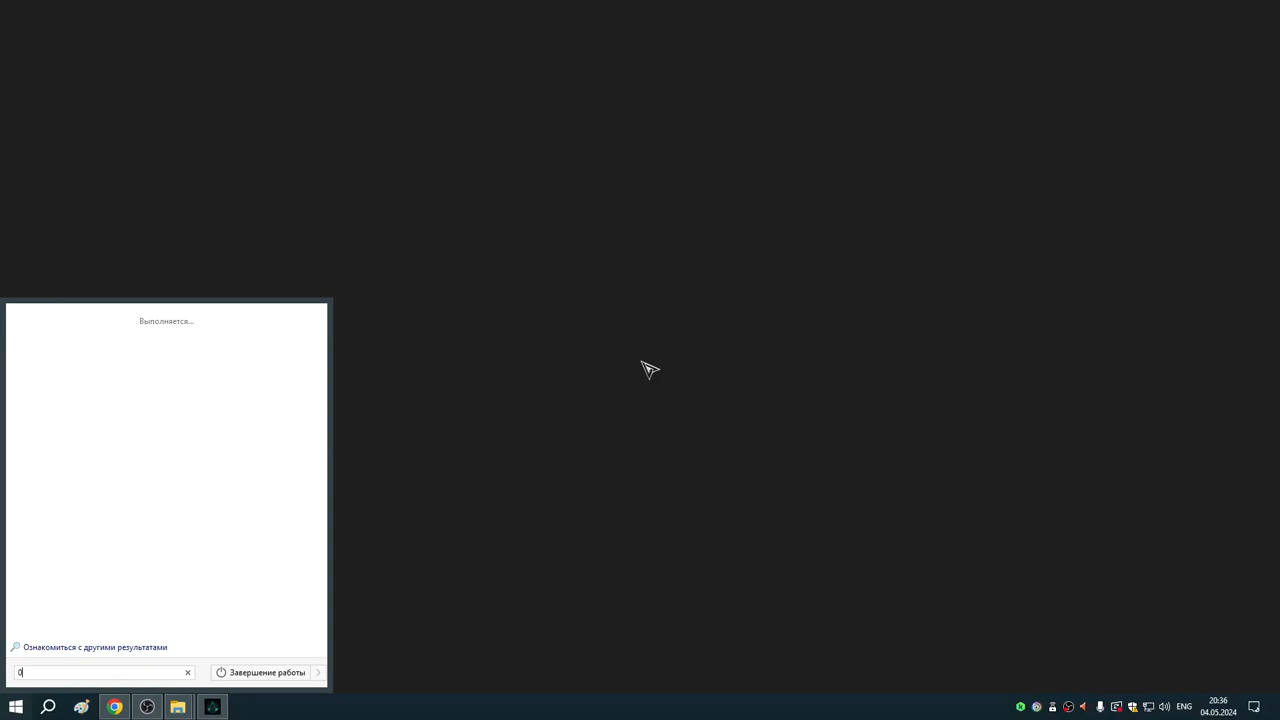 Выполняется...
Ознакомиться с другими результатами
0
Завершение работы
ENG
20:36
04.05.2024